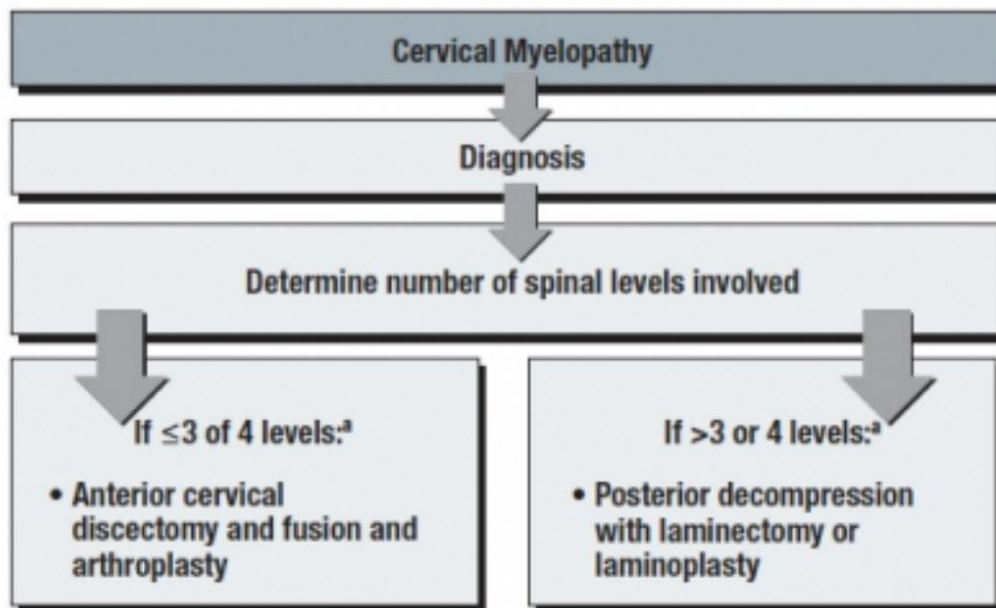 Cervical Myelopathy
Diagnosis
Determine number of spinal levels involved
If ≤3 of 4 levels:ª
• Anterior cervical
discectomy and fusion and
arthroplasty
If >3 or 4 levels:ª
• Posterior decompression
with laminectomy or
laminoplasty